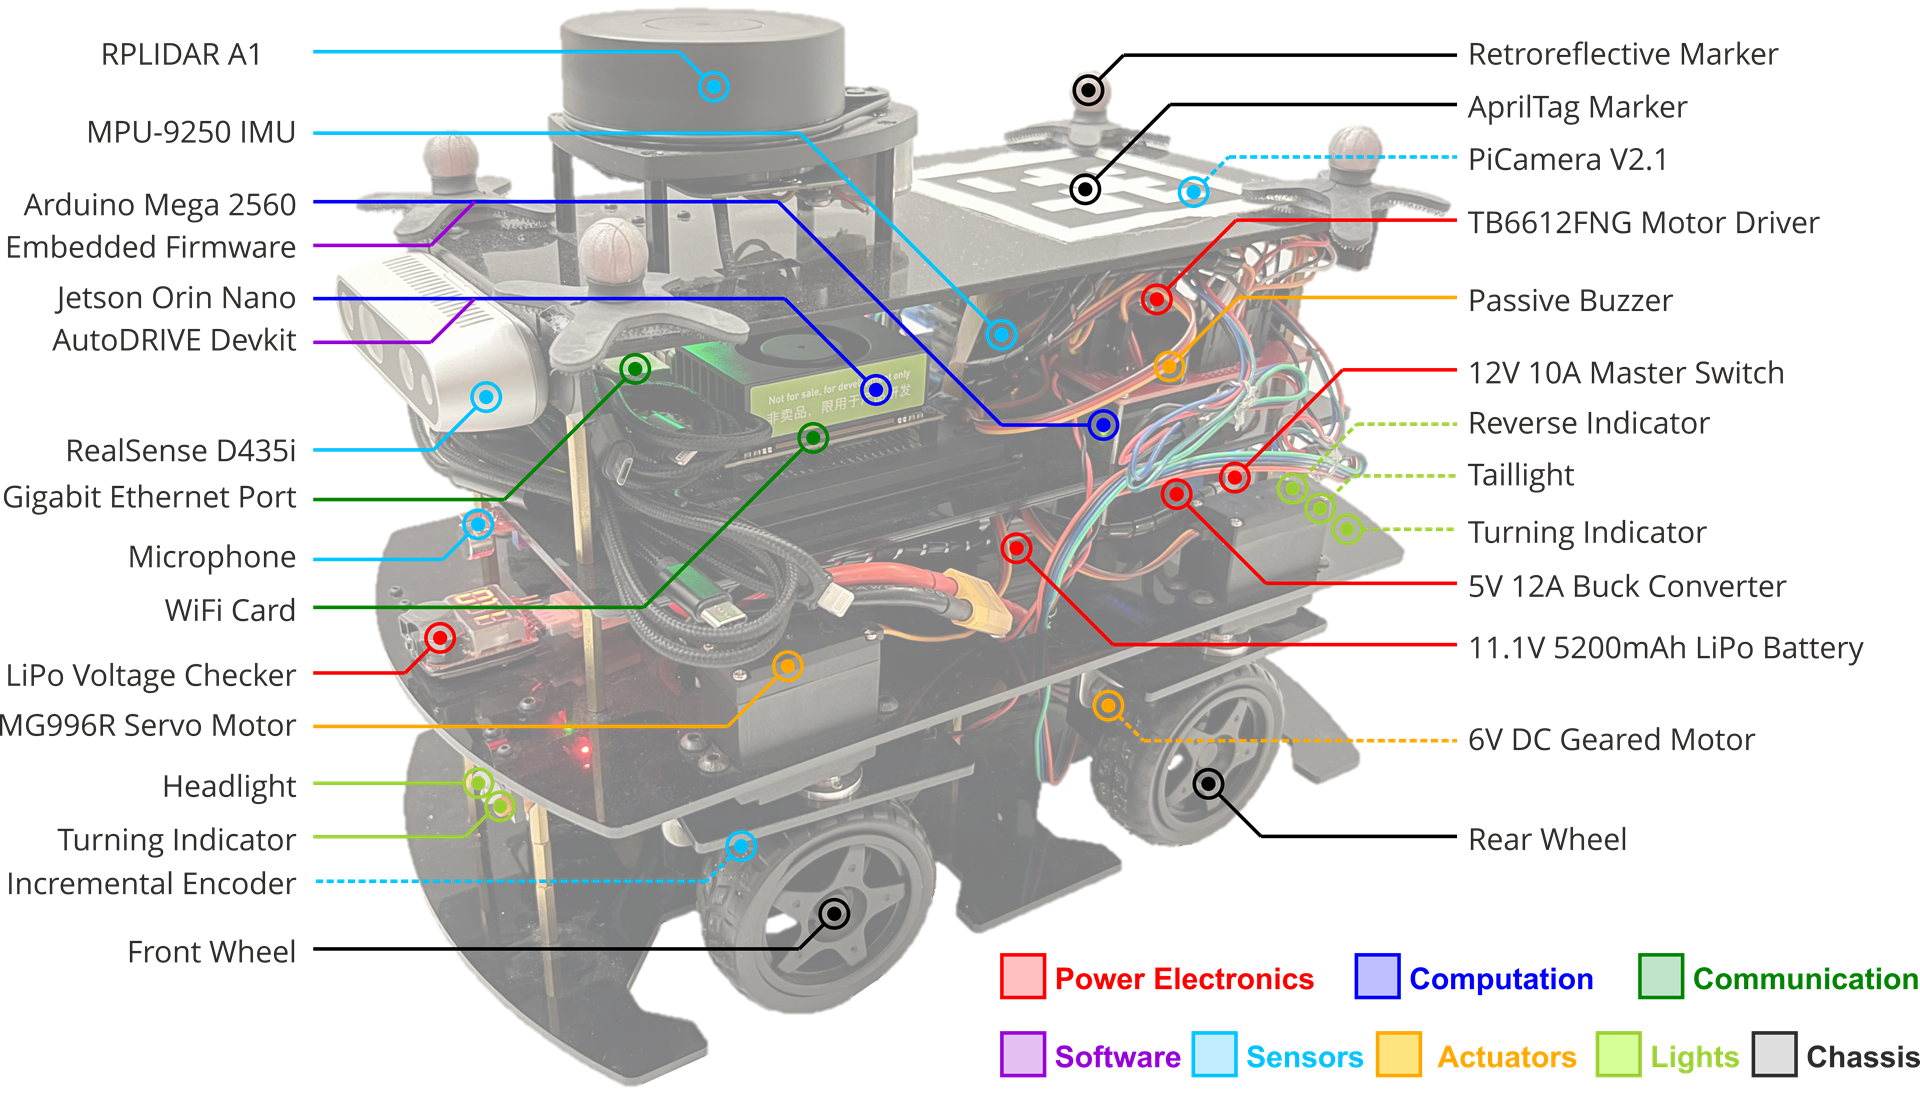 RPLIDAR A1
MPU-9250 IMU
Arduino Mega 2560
Embedded Firmware
Jetson Orin Nano
AutoDRIVE Devkit
RealSense D435i
Gigabit Ethernet Port
Microphone
WiFi Card
LiPo Voltage Checker
MG996R Servo Motor
Headlight
Turning Indicator
Incremental Encoder
Front Wheel
Retroreflective Marker
AprilTag Marker
PiCamera V2.1
TB6612FNG Motor Driver
Passive Buzzer
12V 10A Master Switch
Reverse Indicator
Taillight
Turning Indicator
5V 12A Buck Converter
11.1V 5200mAh LiPo Battery
6V DC Geared Motor
Rear Wheel
Not for sale, for only
非卖品，限用于 研发
Power Electronics
Computation
Communication
Software
Sensors
Actuators
Lights
Chassis